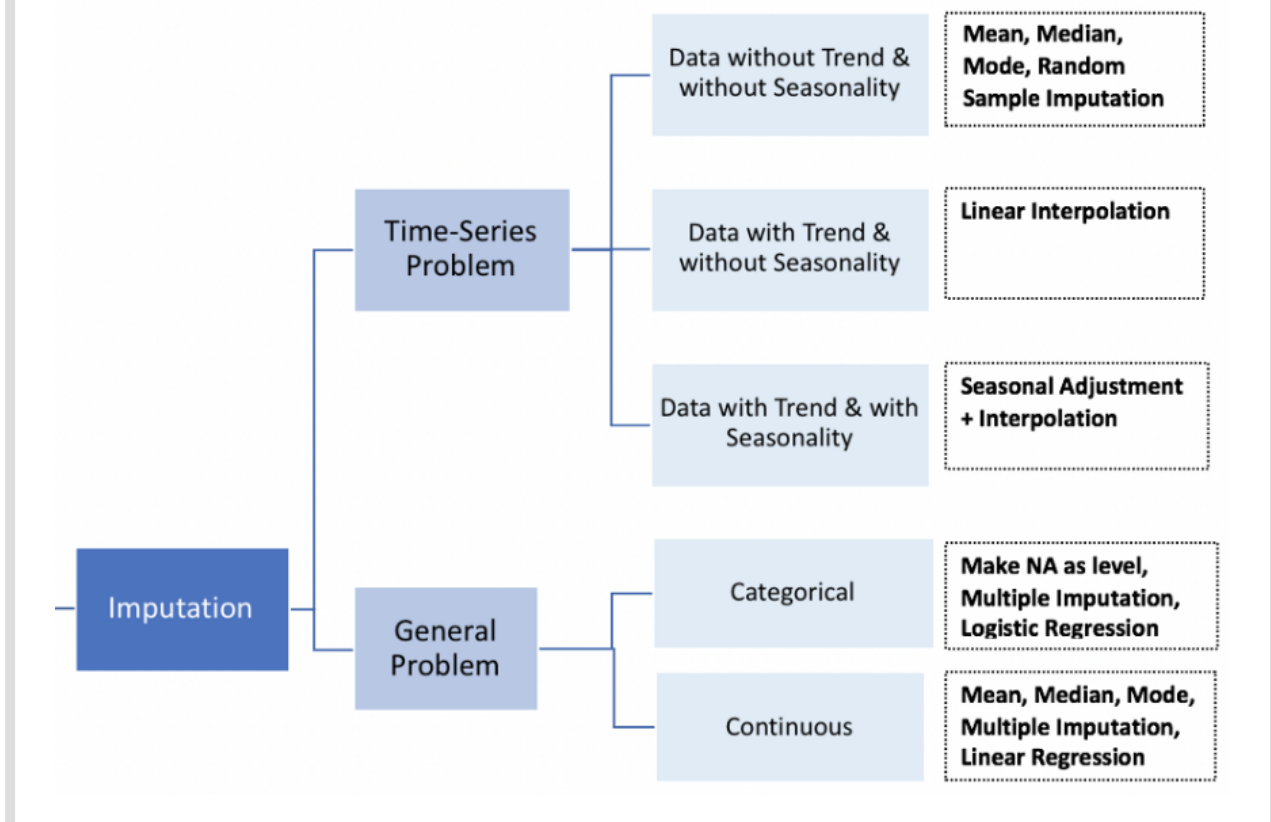 Data without Trend &
without Seasonality
Mean, Median,
Mode, Random
Sample Imputation
Time-Series
Problem
Data with Trend &
without Seasonality
Linear Interpolation
Data with Trend & with
Seasonality
Seasonal Adjustment
+ Interpolation
Imputation
General
Problem
Categorical
Make NA as level,
Multiple Imputation,
Logistic Regression
Continuous
Mean, Median, Mode,
Multiple Imputation,
Linear Regression